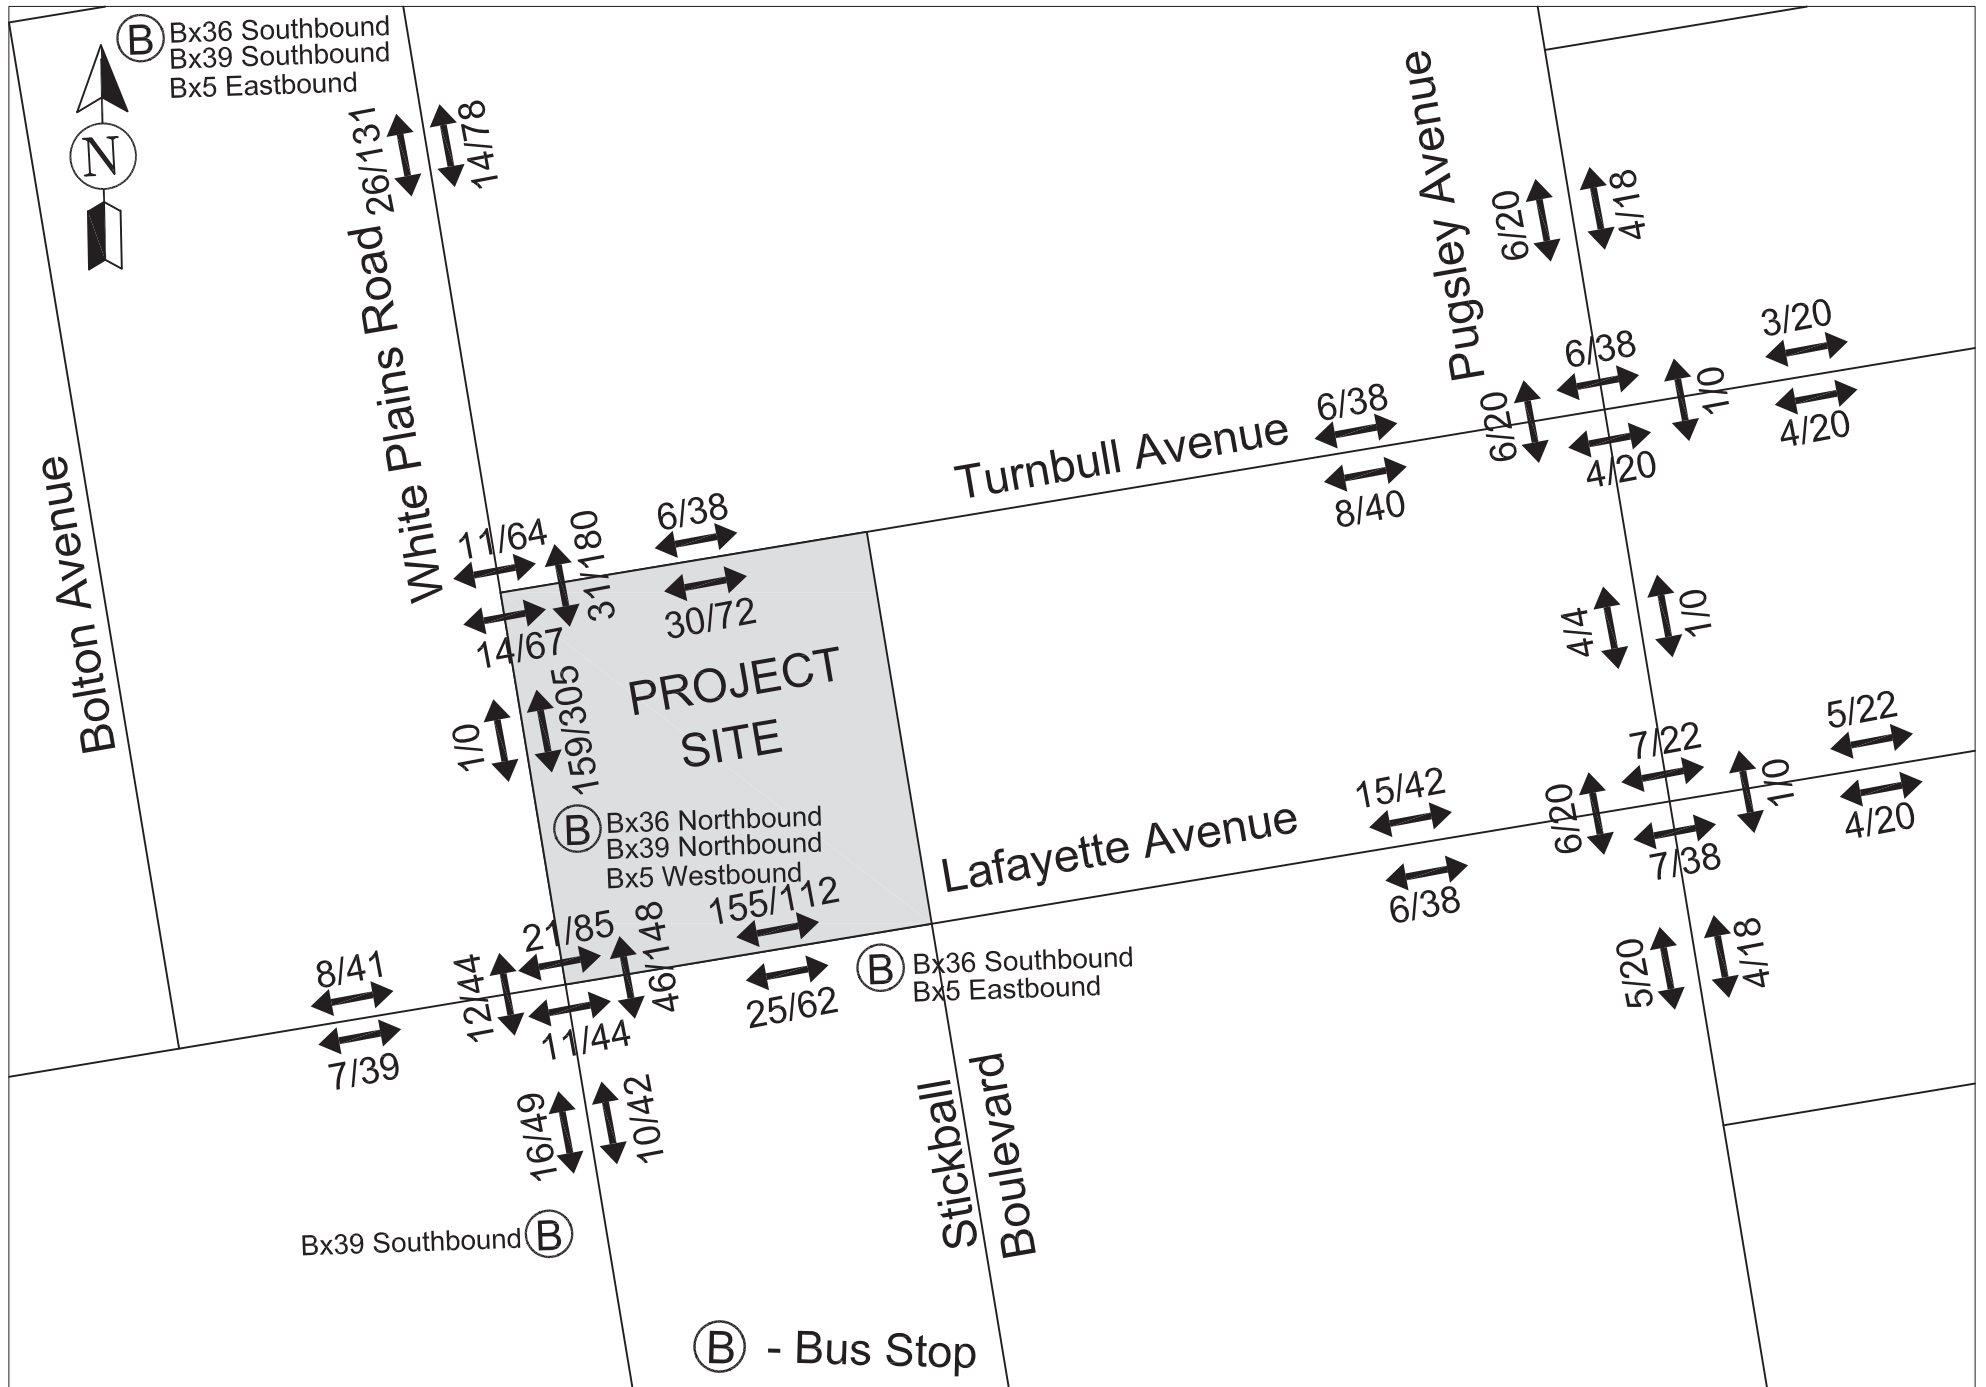 B
Bx36 Southbound
Bx39 Southbound
Bx5 Eastbound
N
26/131
14/78
White Plains Road
Bolton Avenue
Pugsley Avenue
6/20
4/18
3/20
6/38
6/20
1/0
4/20
4/20
Turnbull Avenue
6/38
8/40
11/64
31/180
6/38
14/67
30/72
PROJECT
SITE
1/0
159/305
4/4
1/0
B
Bx36 Northbound
Bx39 Northbound
Bx5 Westbound
5/22
7/22
6/20
1/0
7/38
4/20
Lafayette Avenue
15/42
6/38
155/112
21/85
46/148
8/41
12/44
11/44
25/62
7/39
B
Bx36 Southbound
Bx5 Eastbound
5/20
4/18
16/49
10/42
Stickball
Boulevard
Bx39 Southbound
B
B - Bus Stop